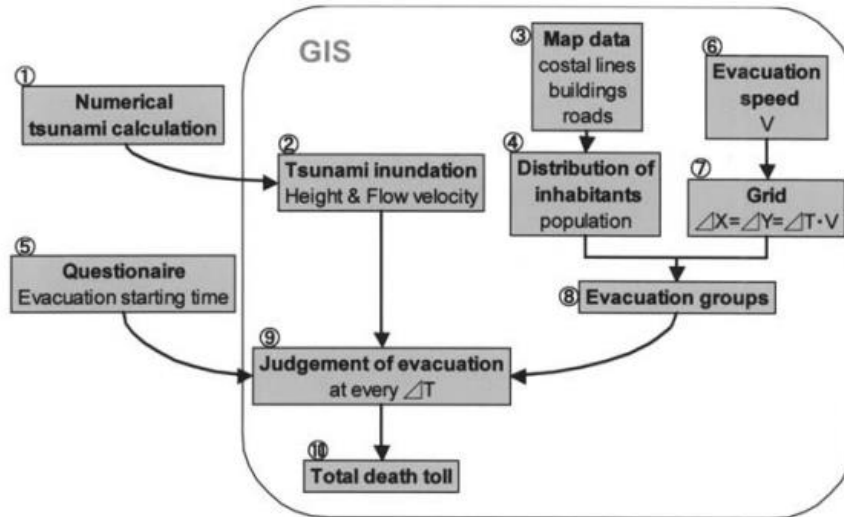 GIS
①
Numerical
tsunami calculation
②
Tsunami inundation
Height & Flow velocity
③
Map data
costal lines
buildings
roads
④
Distribution of
inhabitants
population
⑤
Questionaire
Evacuation starting time
⑥
Evacuation
speed
V
⑦
Grid
⊿X=⊿Y=⊿T・V
⑧
Evacuation groups
⑨
Judgement of evacuation
at every ⊿T
⑩
Total death toll